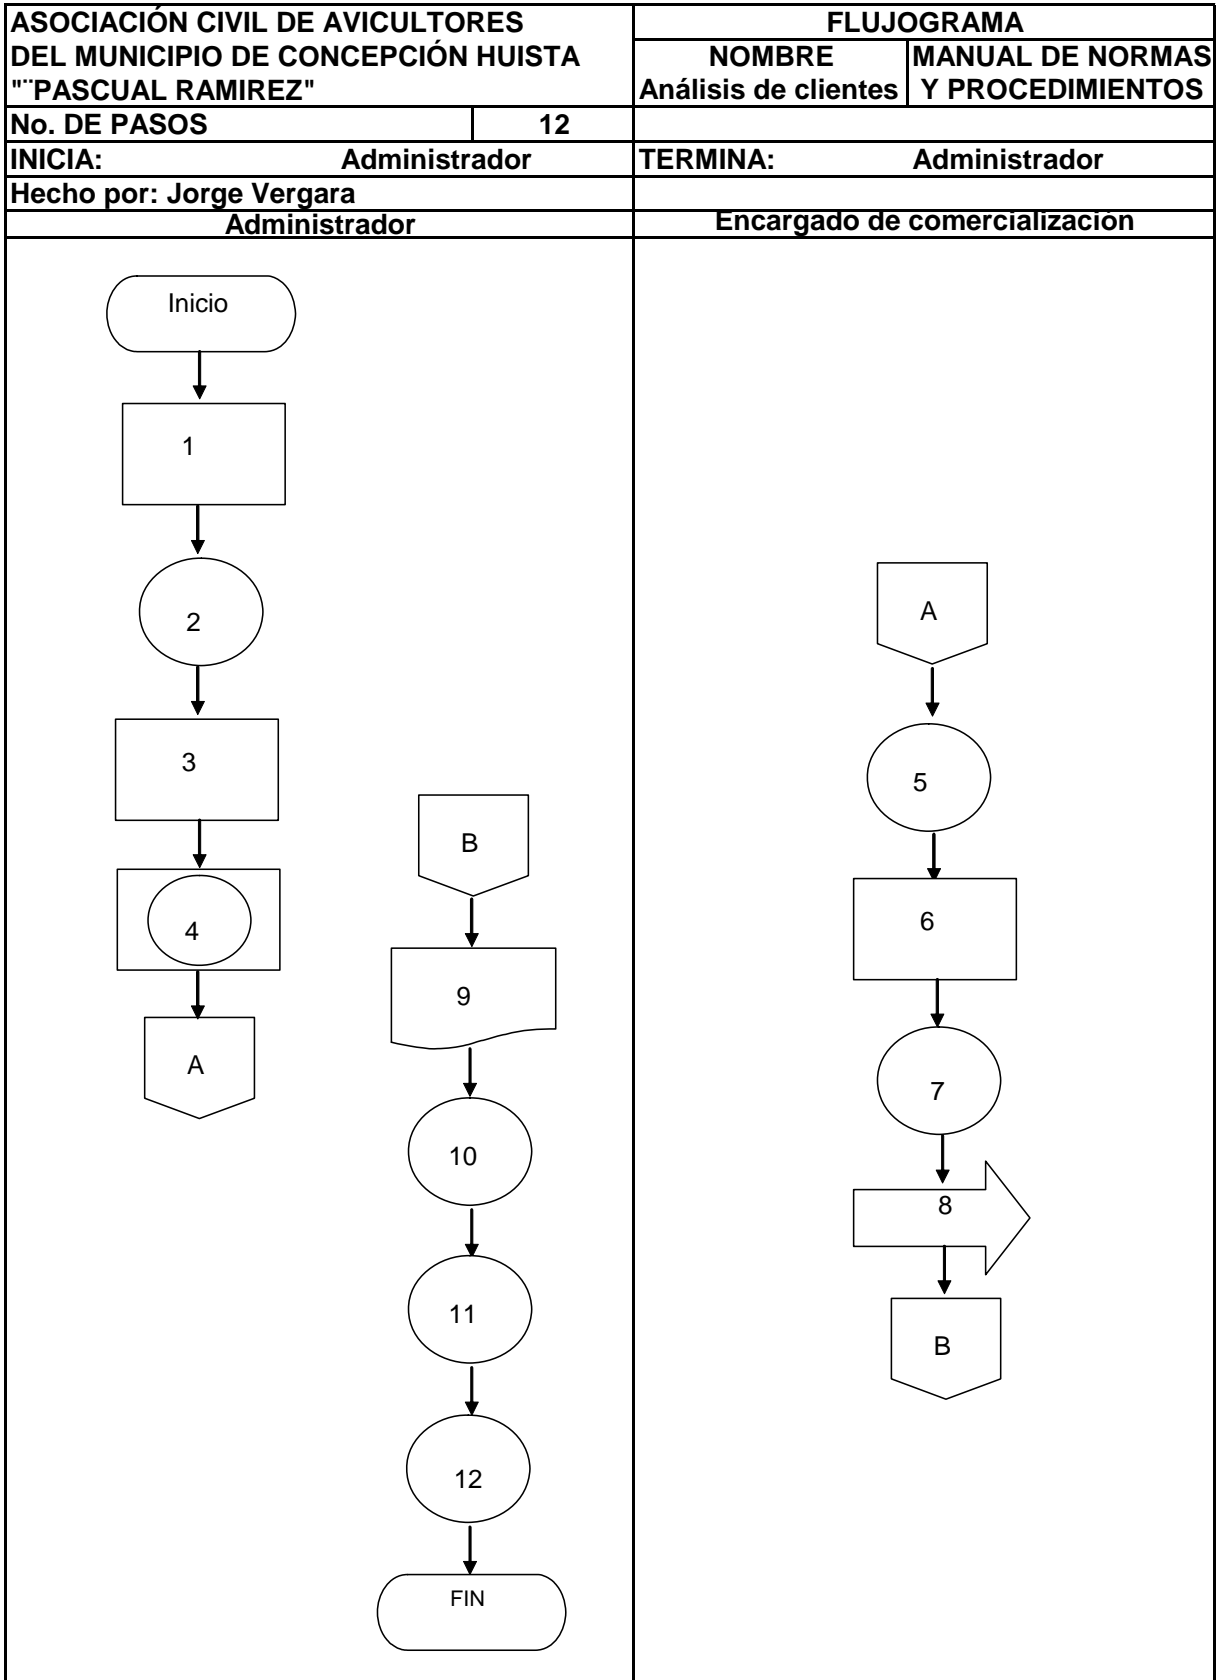 ASOCIACIÓN CIVIL DE AVICULTORES
DEL MUNICIPIO DE CONCEPCIÓN HUISTA
"¨PASCUAL RAMIREZ"
FLUJOGRAMA
NOMBRE
Análisis de clientes
MANUAL DE NORMAS
Y PROCEDIMIENTOS
No. DE PASOS 12
INICIA: Administrador
TERMINA: Administrador
Hecho por: Jorge Vergara
Administrador
Encargado de comercialización
Inicio
1
2
3
4
A
B
9
10
11
12
FIN
A
5
6
7
8
B